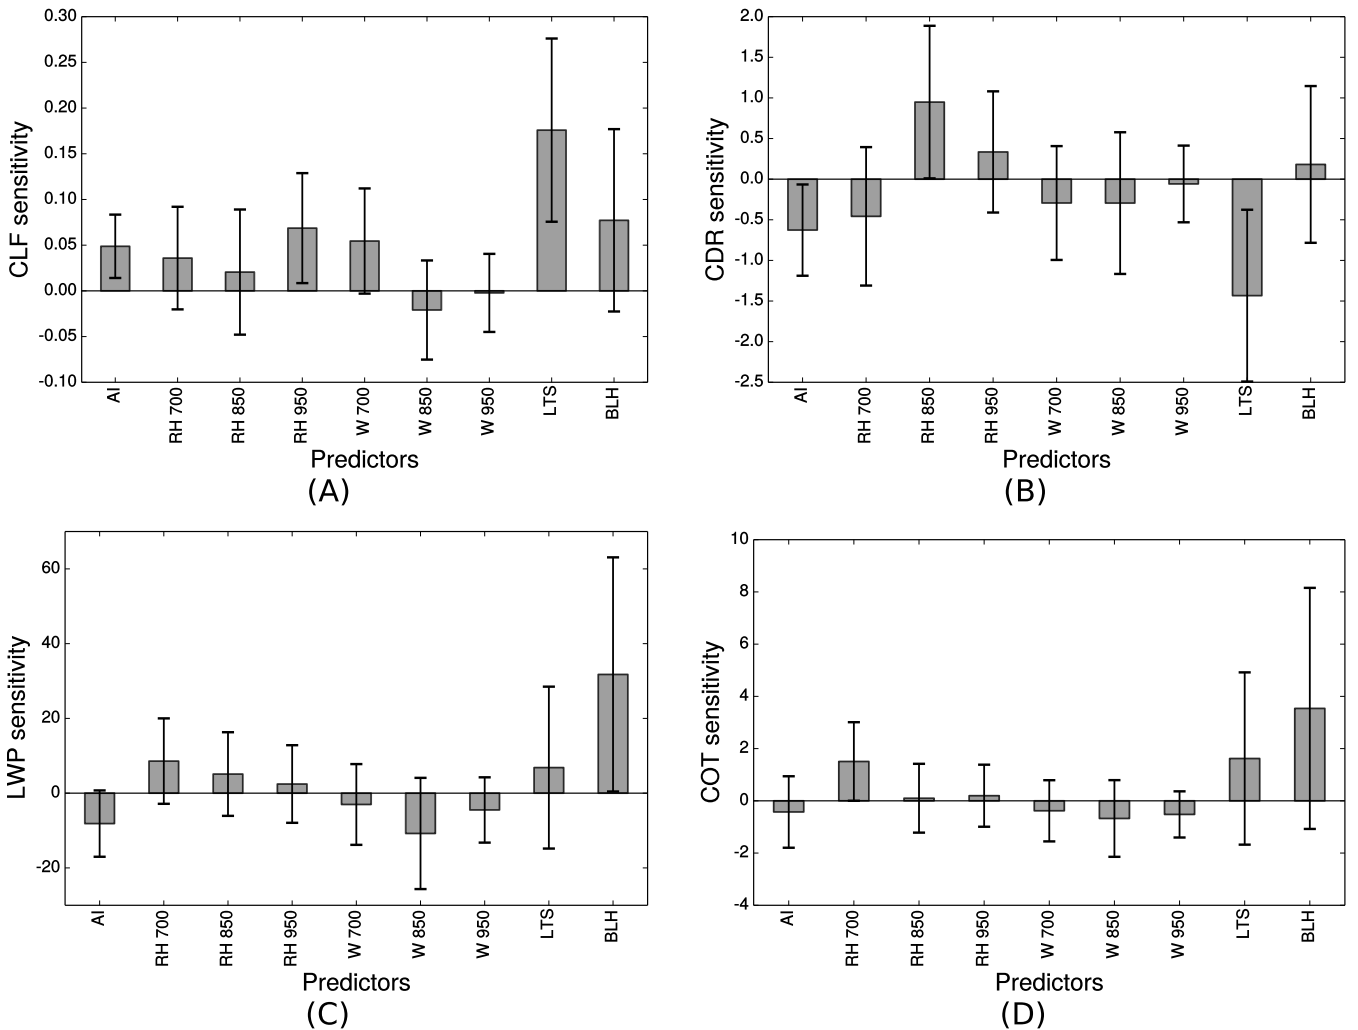 0.30
0.25
0.20
0.15
0.10
0.05
0.00
-0.05
-0.10
CLF sensitivity
AI
RH 700
RH 850
RH 950
W 700
W 850
W 950
LTS
BLH
Predictors
(A)
2.0
1.5
1.0
0.5
0.0
-0.5
-1.0
-1.5
-2.0
-2.5
CDR sensitivity
AI
RH 700
RH 850
RH 950
W 700
W 850
W 950
LTS
BLH
Predictors
(B)
60
40
20
0
-20
LWP sensitivity
AI
RH 700
RH 850
RH 950
W 700
W 850
W 950
LTS
BLH
Predictors
(C)
10
8
6
4
2
0
-2
-4
COT sensitivity
AI
RH 700
RH 850
RH 950
W 700
W 850
W 950
LTS
BLH
Predictors
(D)